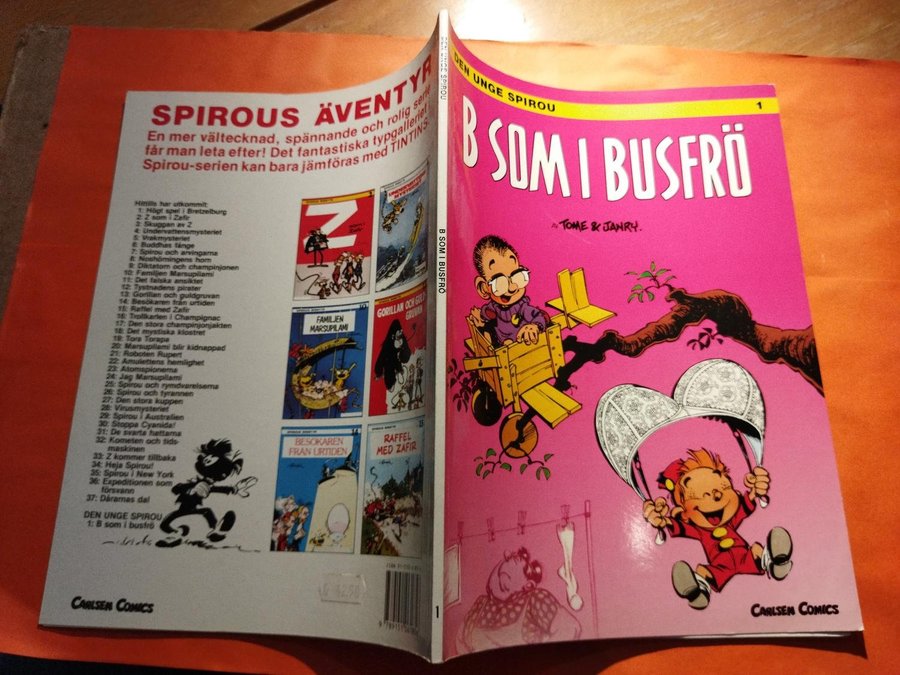 SPIROUS ÄVENTYR
En mer vältecknad, spännande och rolig serie
får man leta efter! Det fantastiska typgalleriet
Spirou-serien kan bara jämföras med TINTINS.
Hittills har utkommit:
1: Högt spel i Bretzelburg
2: Z som i Zafir
3: Skuggan av Z
4: Undervattensmysteriet
5: Vrakmysteriet
6: Buddhas fånge
7: Spirou och arvingarna
8: Noshörningens horn
9: Diktatorn och champinjonen
10: Familjen Marsupilami
11: Det falska ansiktet
12: Tystnadens pirater
13: Gorillan och guldgruvan
14: Besökaren från urtiden
15: Raffel med Zafir
16: Trollkarlen i Champignac
17: Den stora champinjonjakten
18: Det mystiska klostret
19: Tora Torapa
20: Marsupilami blir kidnappad
21: Roboten Rupert
22: Amulettens hemlighet
23: Atomspionerna
24: Jag Marsupilami
25: Spirou och rymdvarelserna
26: Spirou och tyrannen
27: Den stora kuppen
28: Virusmysteriet
29: Spirou i Australien
30: Stoppa Cyanida!
31: De svarta hattarna
32: Kometen och tids-
maskinen
33: Z kommer tillbaka
34: Heja Spirou!
35: Spirou i New York
36: Expeditionen som
försvann
37: Dårarnas dal
DEN UNGE SPIROU
1: B som i busfrö
Z
FAMILJEN
MARSUPILAMI
GORILLAN OCH GULD
GRUVAN
BESÖKAREN
FRÅN URTIDEN
RAFFEL
MED ZAFIR
CARLSEN COMICS
DEN UNGE SPIROU
B SOM I BUSFRÖ
1
DEN UNGE SPIROU
1
B SOM I BUSFRÖ
TOME & JANRY.
CARLSEN COMICS